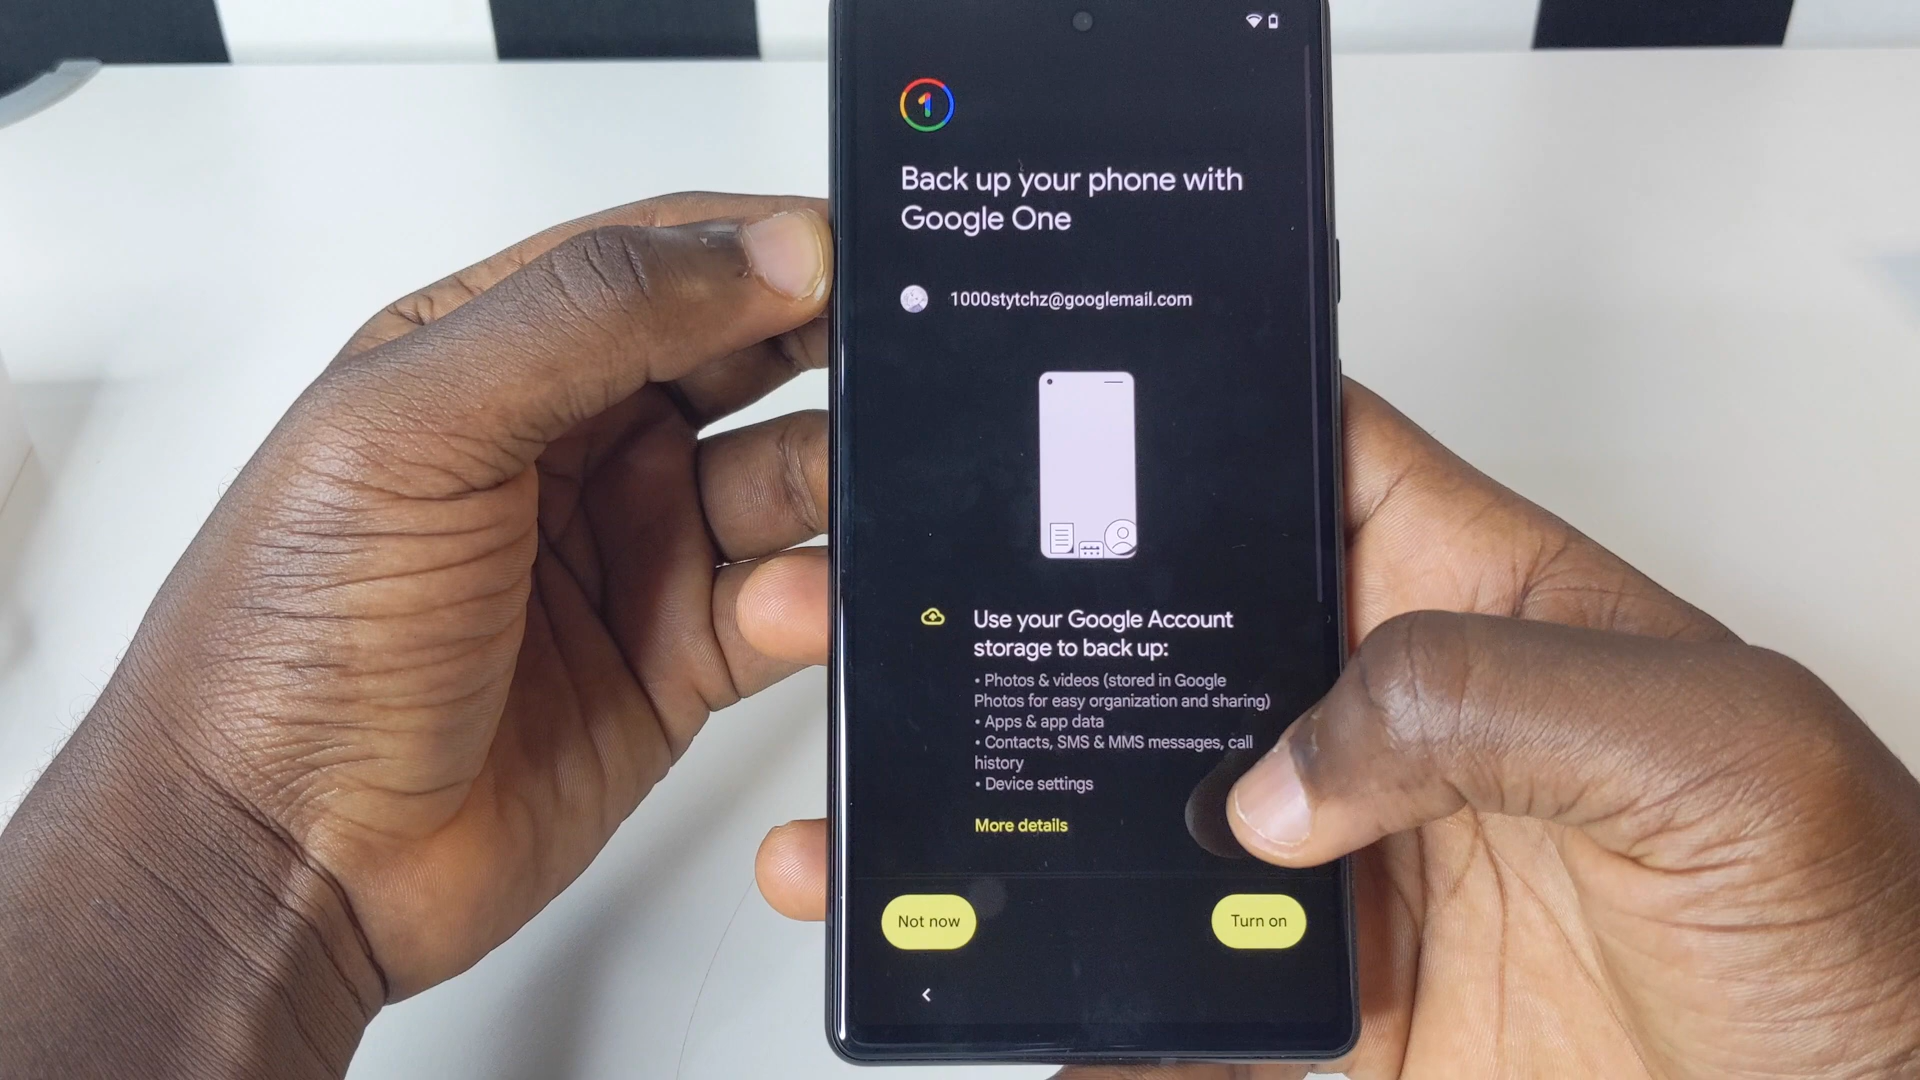 1
Back up your phone with
Google One
1000stytchz@googlemail.com
Use your Google Account
storage to back up:
• Photos & videos (stored in Google
Photos for easy organization and sharing)
• Apps & app data
• Contacts, SMS & MMS messages, call
history
• Device settings
More details
Not now
Turn on